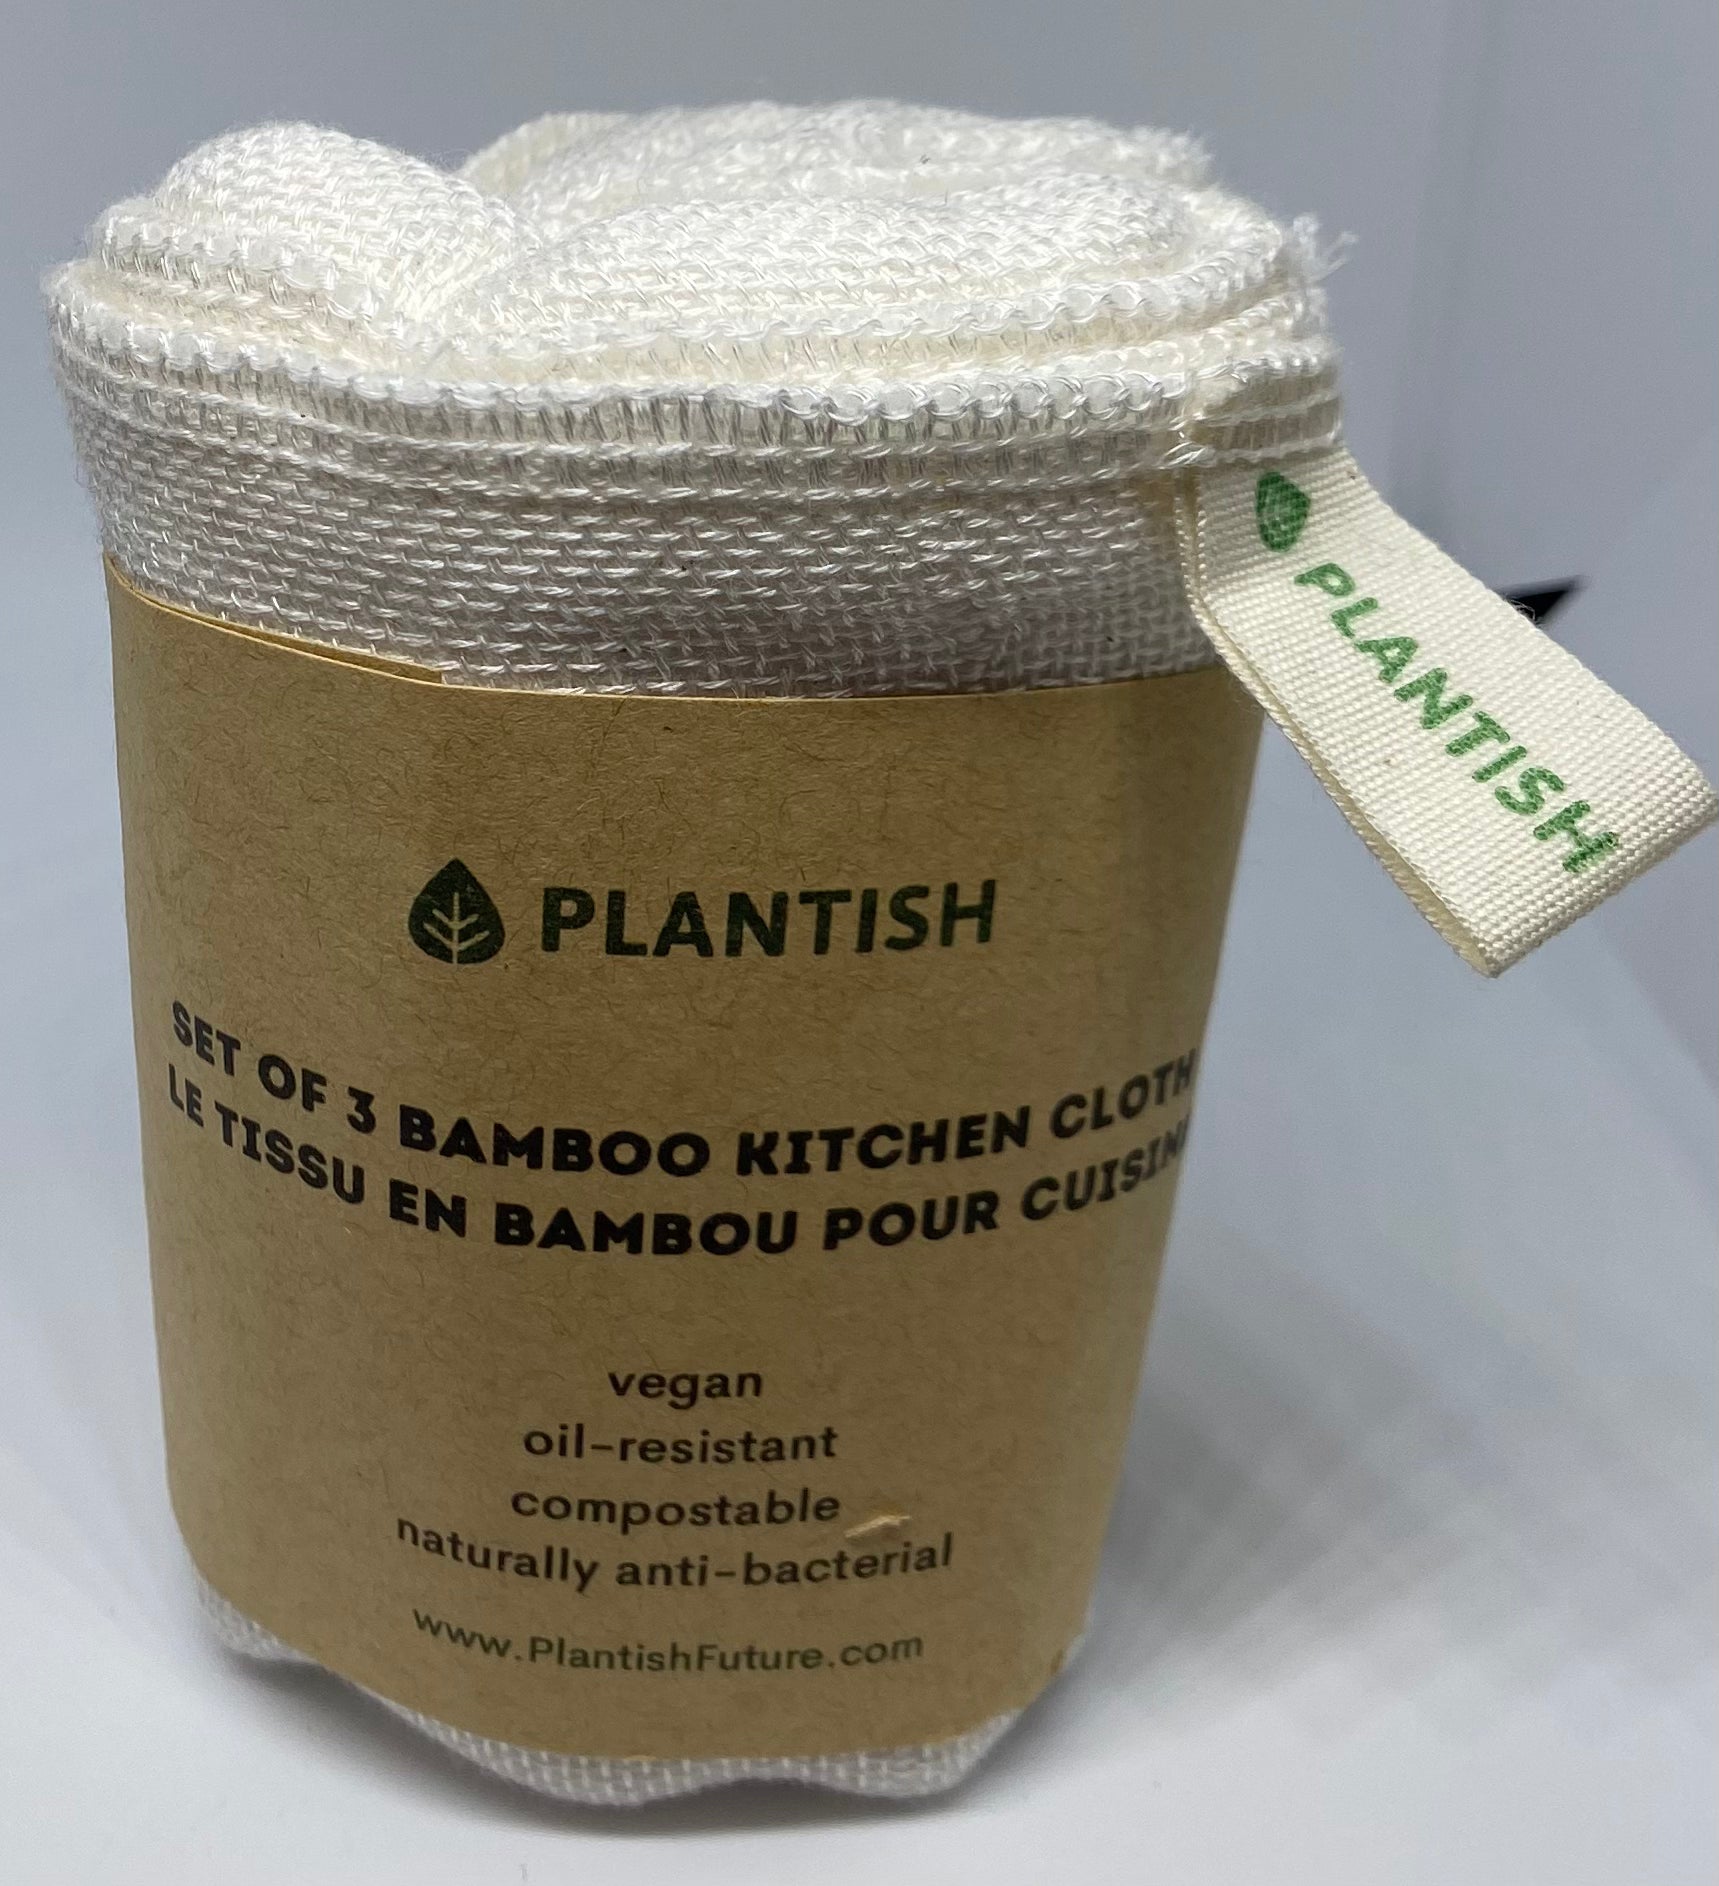 PLANTISH
PLANTISH
SET OF 3 BAMBOO KITCHEN CLOTH
LE TISSU EN BAMBOU POUR CUISINE
vegan
oil-resistant
compostable
naturally anti-bacterial
www.PlantishFuture.com